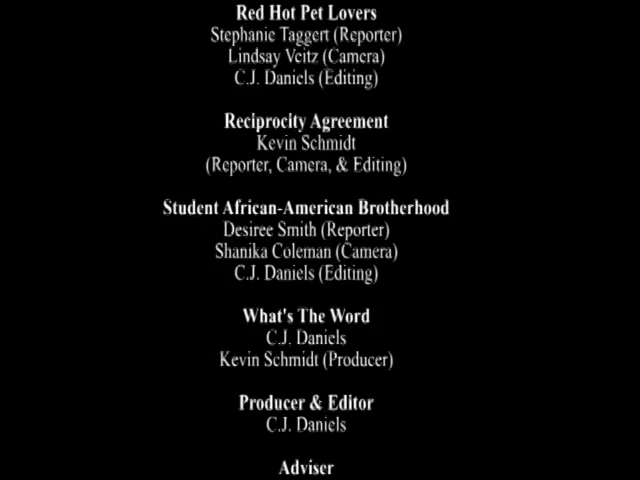 Red Hot Pet Lovers
Stephanie Taggert (Reporter)
Lindsay Veitz (Camera)
C.J. Daniels (Editing)
Reciprocity Agreement
Kevin Schmidt
(Reporter, Camera, & Editing)
Student African-American Brotherhood
Desiree Smith (Reporter)
Shanika Coleman (Camera)
C.J. Daniels (Editing)
What's The Word
C.J. Daniels
Kevin Schmidt (Producer)
Producer & Editor
C.J. Daniels
Adviser